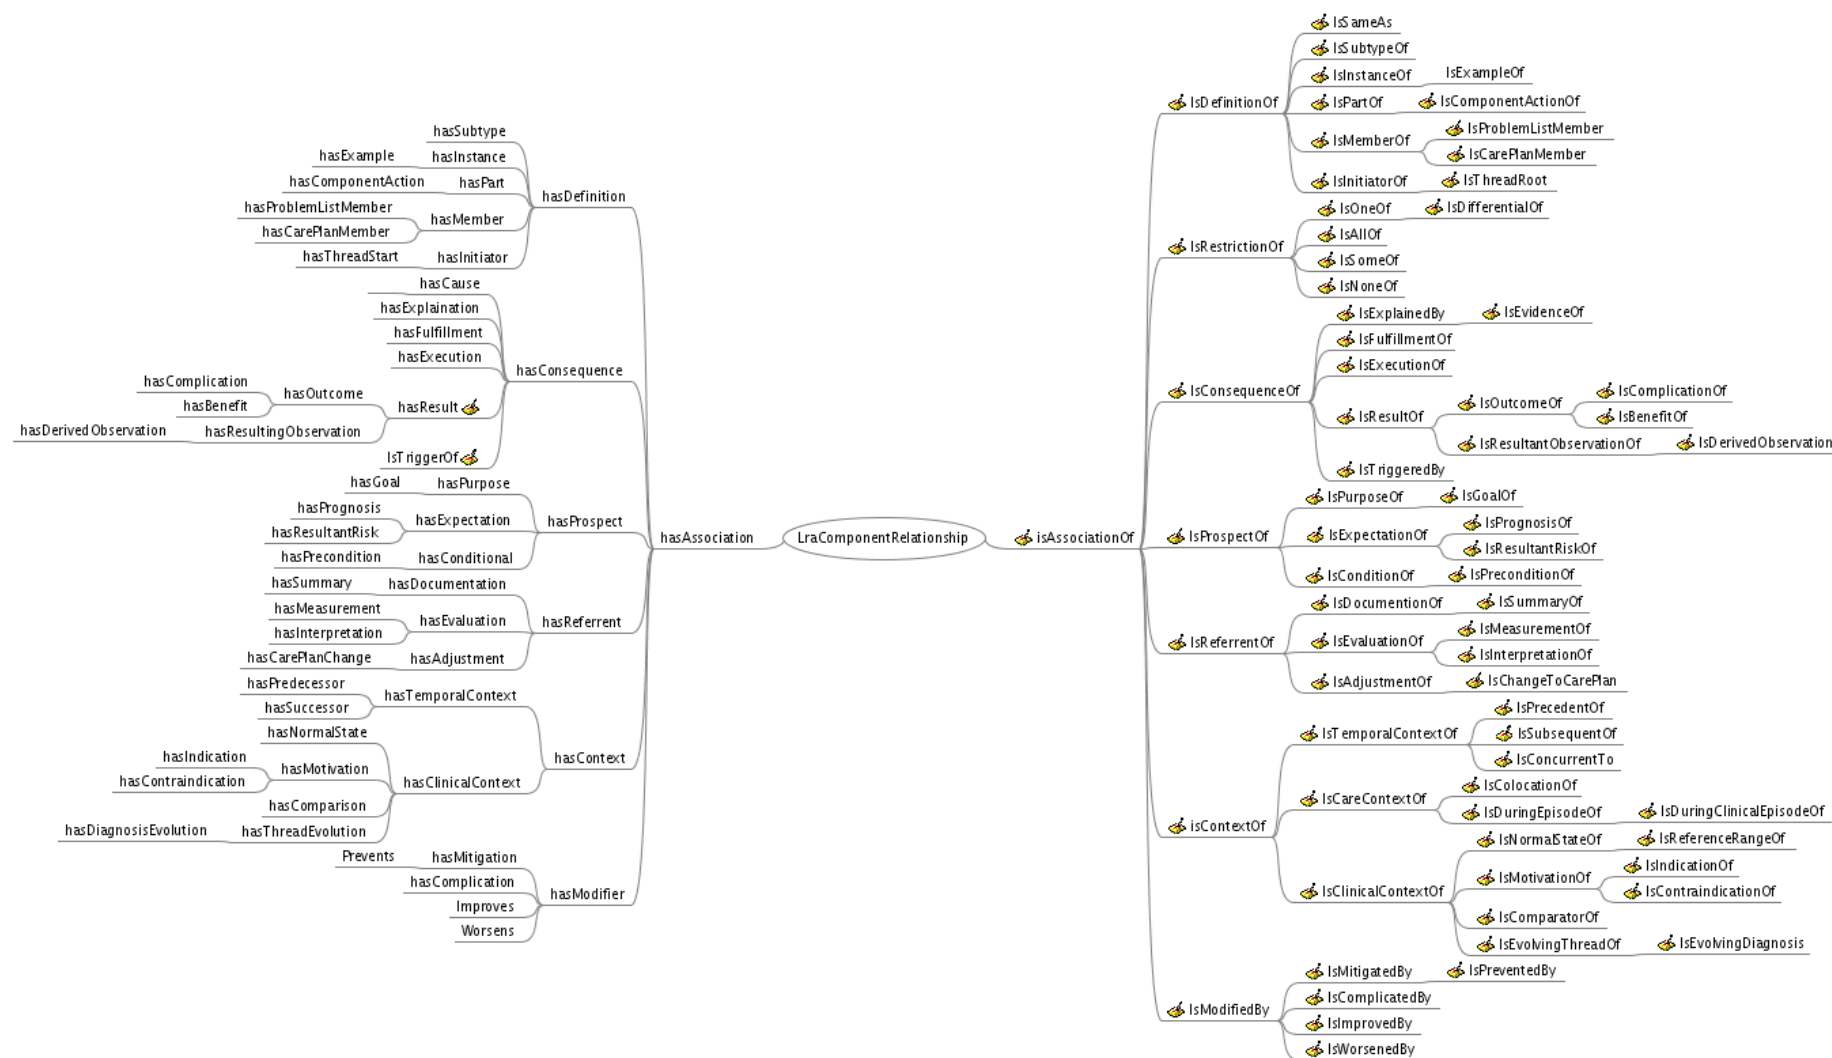 LraComponentRelationship
hasAssociation
hasDefinition
hasSubtype
hasInstance
hasExample
hasPart
hasComponentAction
hasMember
hasProblemListMember
hasCarePlanMember
hasInitiator
hasThreadStart
hasConsequence
hasCause
hasExplaination
hasFulfillment
hasExecution
hasResult
hasOutcome
hasComplication
hasBenefit
hasResultingObservation
hasDerivedObservation
IsTriggerOf
hasProspect
hasPurpose
hasGoal
hasExpectation
hasPrognosis
hasResultantRisk
hasConditional
hasPrecondition
hasReferrent
hasDocumentation
hasSummary
hasEvaluation
hasMeasurement
hasInterpretation
hasAdjustment
hasCarePlanChange
hasContext
hasTemporalContext
hasPredecessor
hasSuccessor
hasClinicalContext
hasNormalState
hasMotivation
hasIndication
hasContraindication
hasComparison
hasThreadEvolution
hasDiagnosisEvolution
hasModifier
hasMitigation
Prevents
hasComplication
Improves
Worsens
isAssociationOf
IsDefinitionOf
IsSameAs
IsSubtypeOf
IsInstanceOf
IsExampleOf
IsPartOf
IsComponentActionOf
IsMemberOf
IsProblemListMember
IsCarePlanMember
IsInitiatorOf
IsThreadRoot
IsRestrictionOf
IsOneOf
IsDifferentialOf
IsAllOf
IsSomeOf
IsNoneOf
IsConsequenceOf
IsExplainedBy
IsEvidenceOf
IsFulfillmentOf
IsExecutionOf
IsResultOf
IsOutcomeOf
IsComplicationOf
IsBenefitOf
IsResultantObservationOf
IsDerivedObservation
IsTriggeredBy
IsProspectOf
IsPurposeOf
IsGoalOf
IsExpectationOf
IsPrognosisOf
IsResultantRiskOf
IsConditionOf
IsPreconditionOf
IsReferrentOf
IsDocumentionOf
IsSummaryOf
IsEvaluationOf
IsMeasurementOf
IsInterpretationOf
IsAdjustmentOf
IsChangeToCarePlan
isContextOf
IsTemporalContextOf
IsPrecedentOf
IsSubsequentOf
IsConcurrentTo
IsCareContextOf
IsColocationOf
IsDuringEpisodeOf
IsDuringClinicalEpisodeOf
IsClinicalContextOf
IsNormalStateOf
IsReferenceRangeOf
IsMotivationOf
IsIndicationOf
IsContraindicationOf
IsComparatorOf
IsEvolvingThreadOf
IsEvolvingDiagnosis
IsModifiedBy
IsMitigatedBy
IsPreventedBy
IsComplicatedBy
IsImprovedBy
IsWorsenedBy